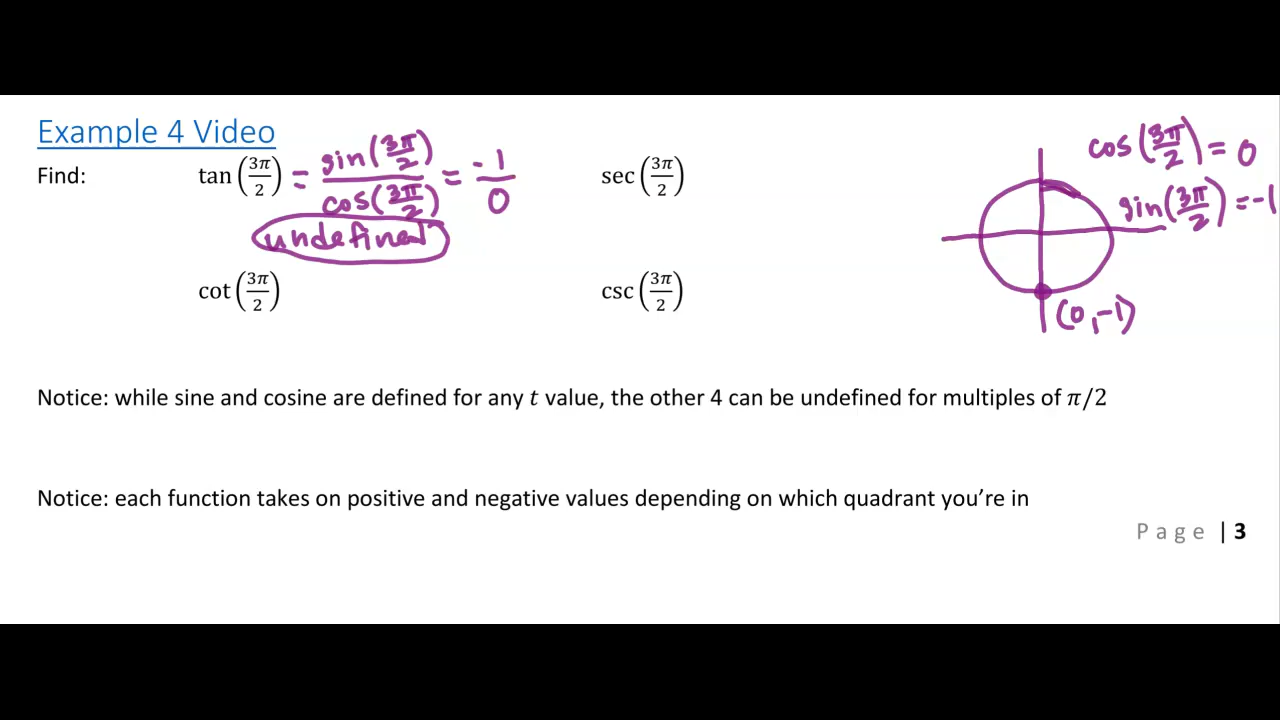 Example 4 Video
Find: tan(3π/2) = sin(3π/2)/cos(3π/2) = -1/0
undefined
sec(3π/2)
cos(3π/2) = 0
sin(3π/2) = -1
cot(3π/2)
csc(3π/2)
(0,-1)
Notice: while sine and cosine are defined for any t value, the other 4 can be undefined for multiples of π/2
Notice: each function takes on positive and negative values depending on which quadrant you’re in
Page | 3